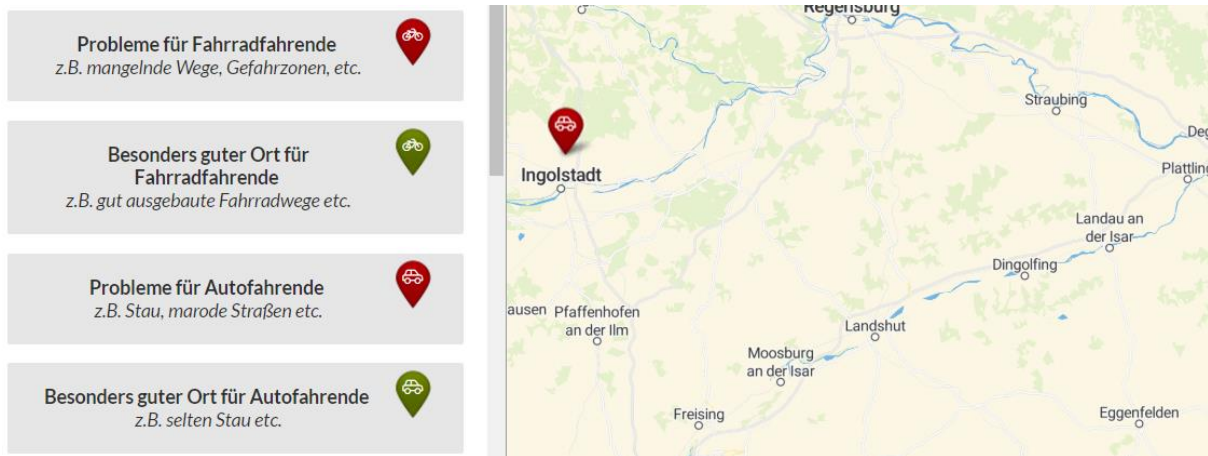 Probleme für Fahrradfahrende
z.B. mangelnde Wege, Gefahrzonen, etc.
Besonders guter Ort für
Fahrradfahrende
z.B. gut ausgebaute Fahrradwege etc.
Probleme für Autofahrende
z.B. Stau, marode Straßen etc.
Besonders guter Ort für Autofahrende
z.B. selten Stau etc.
Regensburg
Straubing
Deg
Ingolstadt
Plattling
Landau an
der Isar
Dingolfing
ausen
Pfaffenhofen
an der Ilm
Landshut
Moosburg
an der Isar
Freising
Eggenfelden